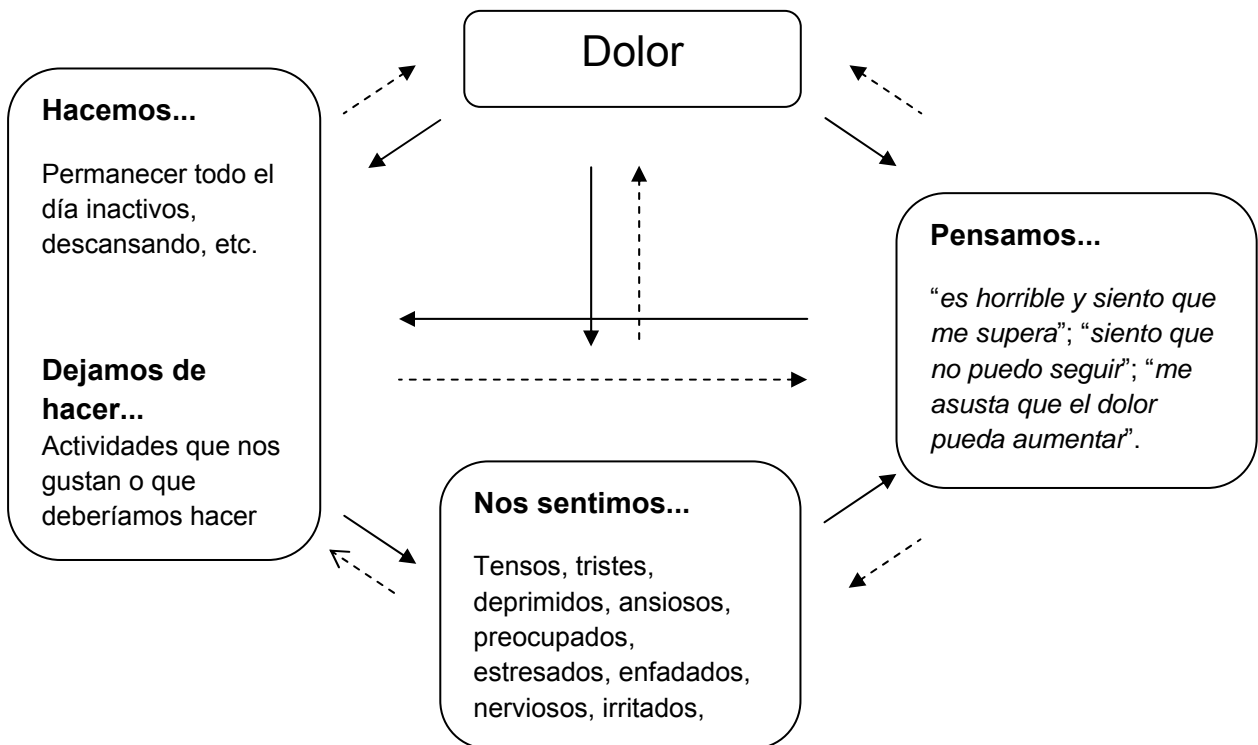 Dolor
Hacemos...
Permanecer todo el
día inactivos,
descansando, etc.
Dejamos de
hacer...
Actividades que nos
gustan o que
deberíamos hacer
Pensamos...
“es horrible y siento que
me supera”; “siento que
no puedo seguir”; “me
asusta que el dolor
pueda aumentar”.
Nos sentimos...
Tensos, tristes,
deprimidos, ansiosos,
preocupados,
estresados, enfadados,
nerviosos, irritados,